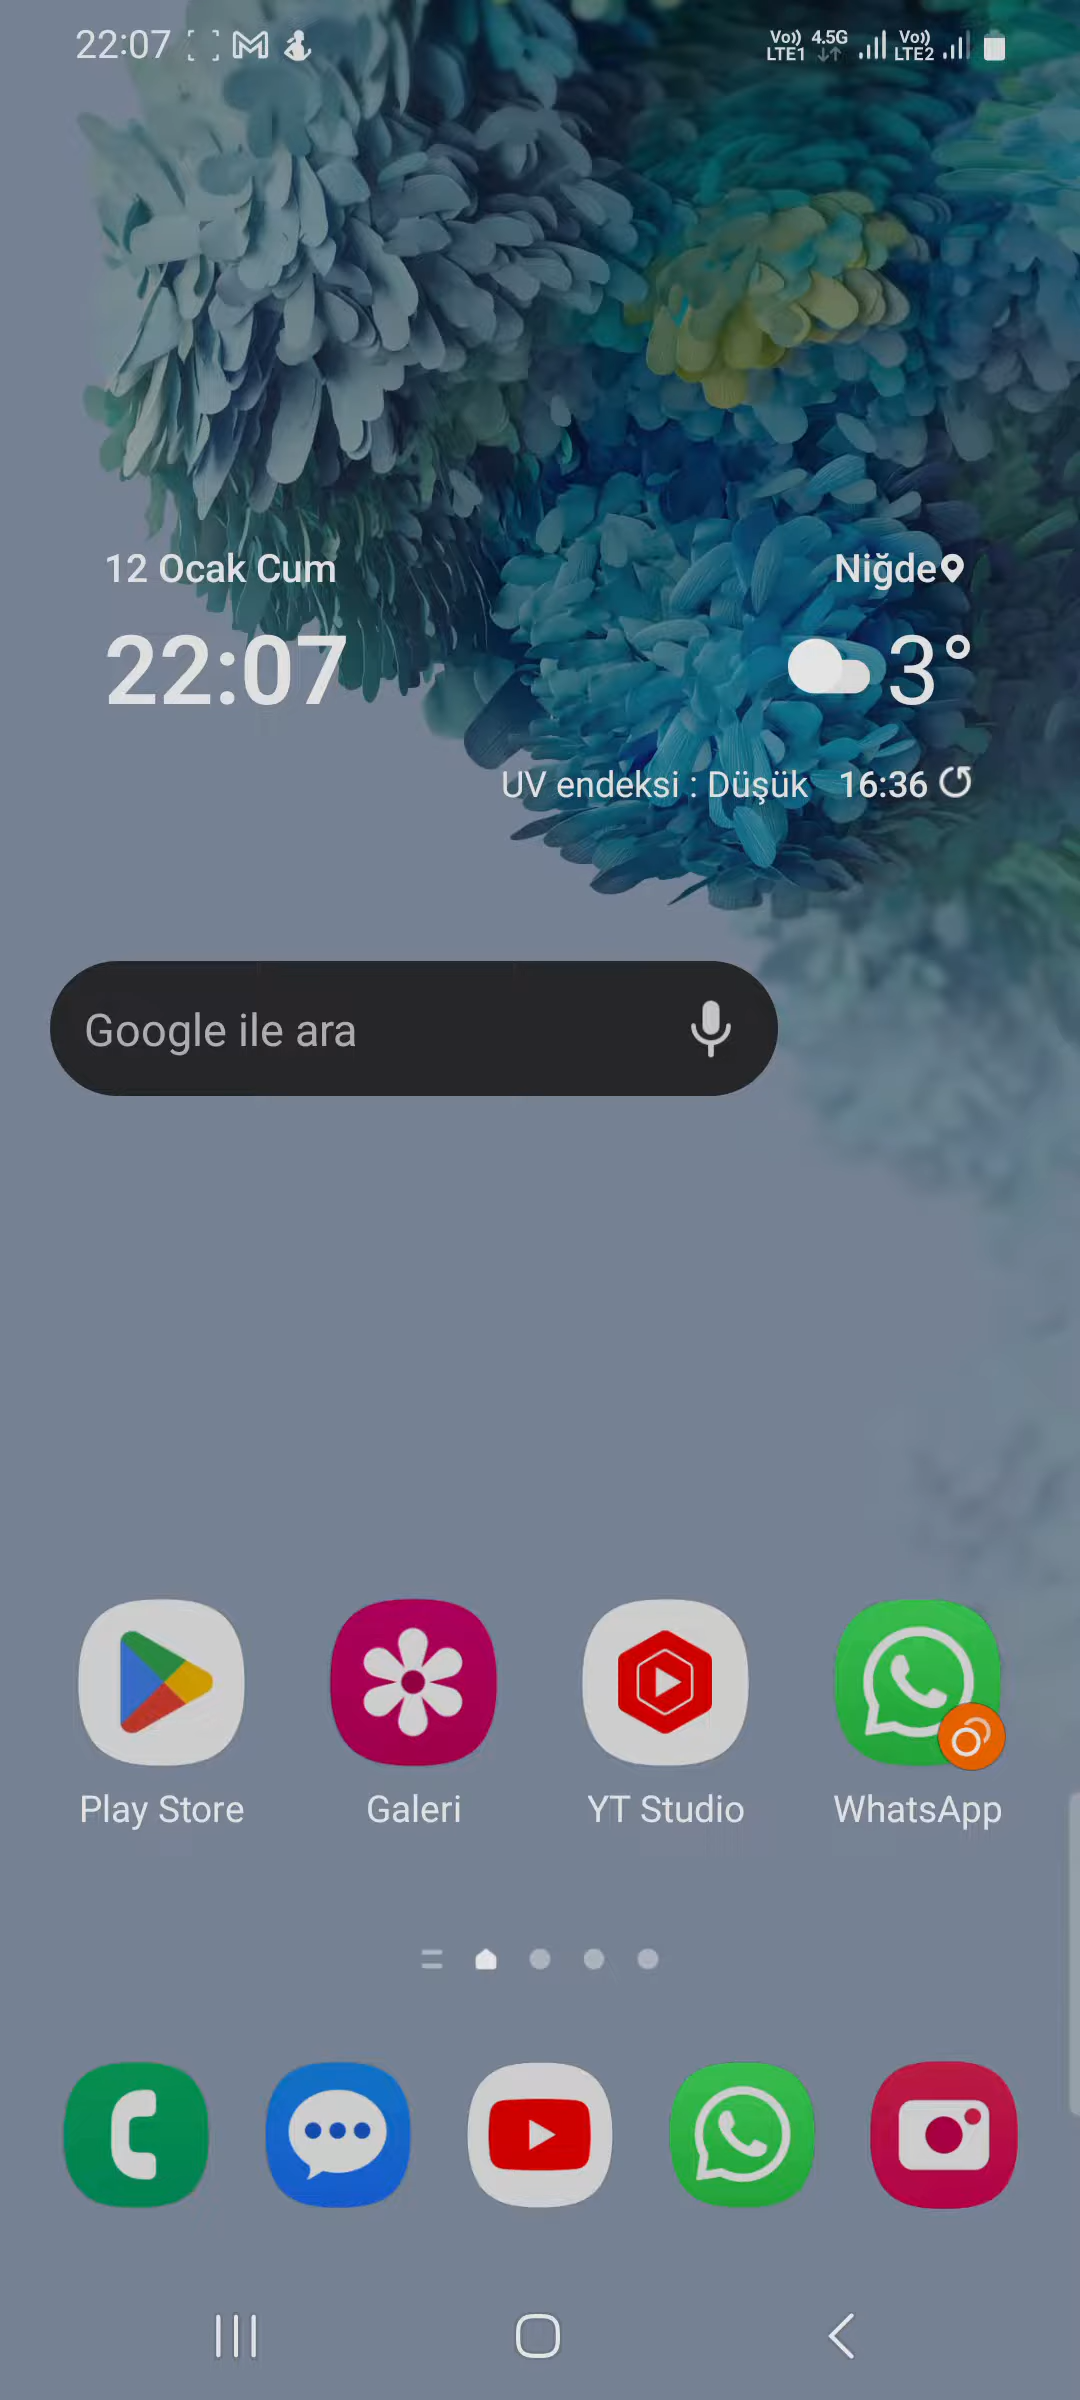 22:07
Vo)) 4.5G Vo))
LTE1 LTE2
12 Ocak Cum
Niğde
22:07
3°
UV endeksi : Düşük 16:36
Google ile ara
Play Store Galeri YT Studio WhatsApp